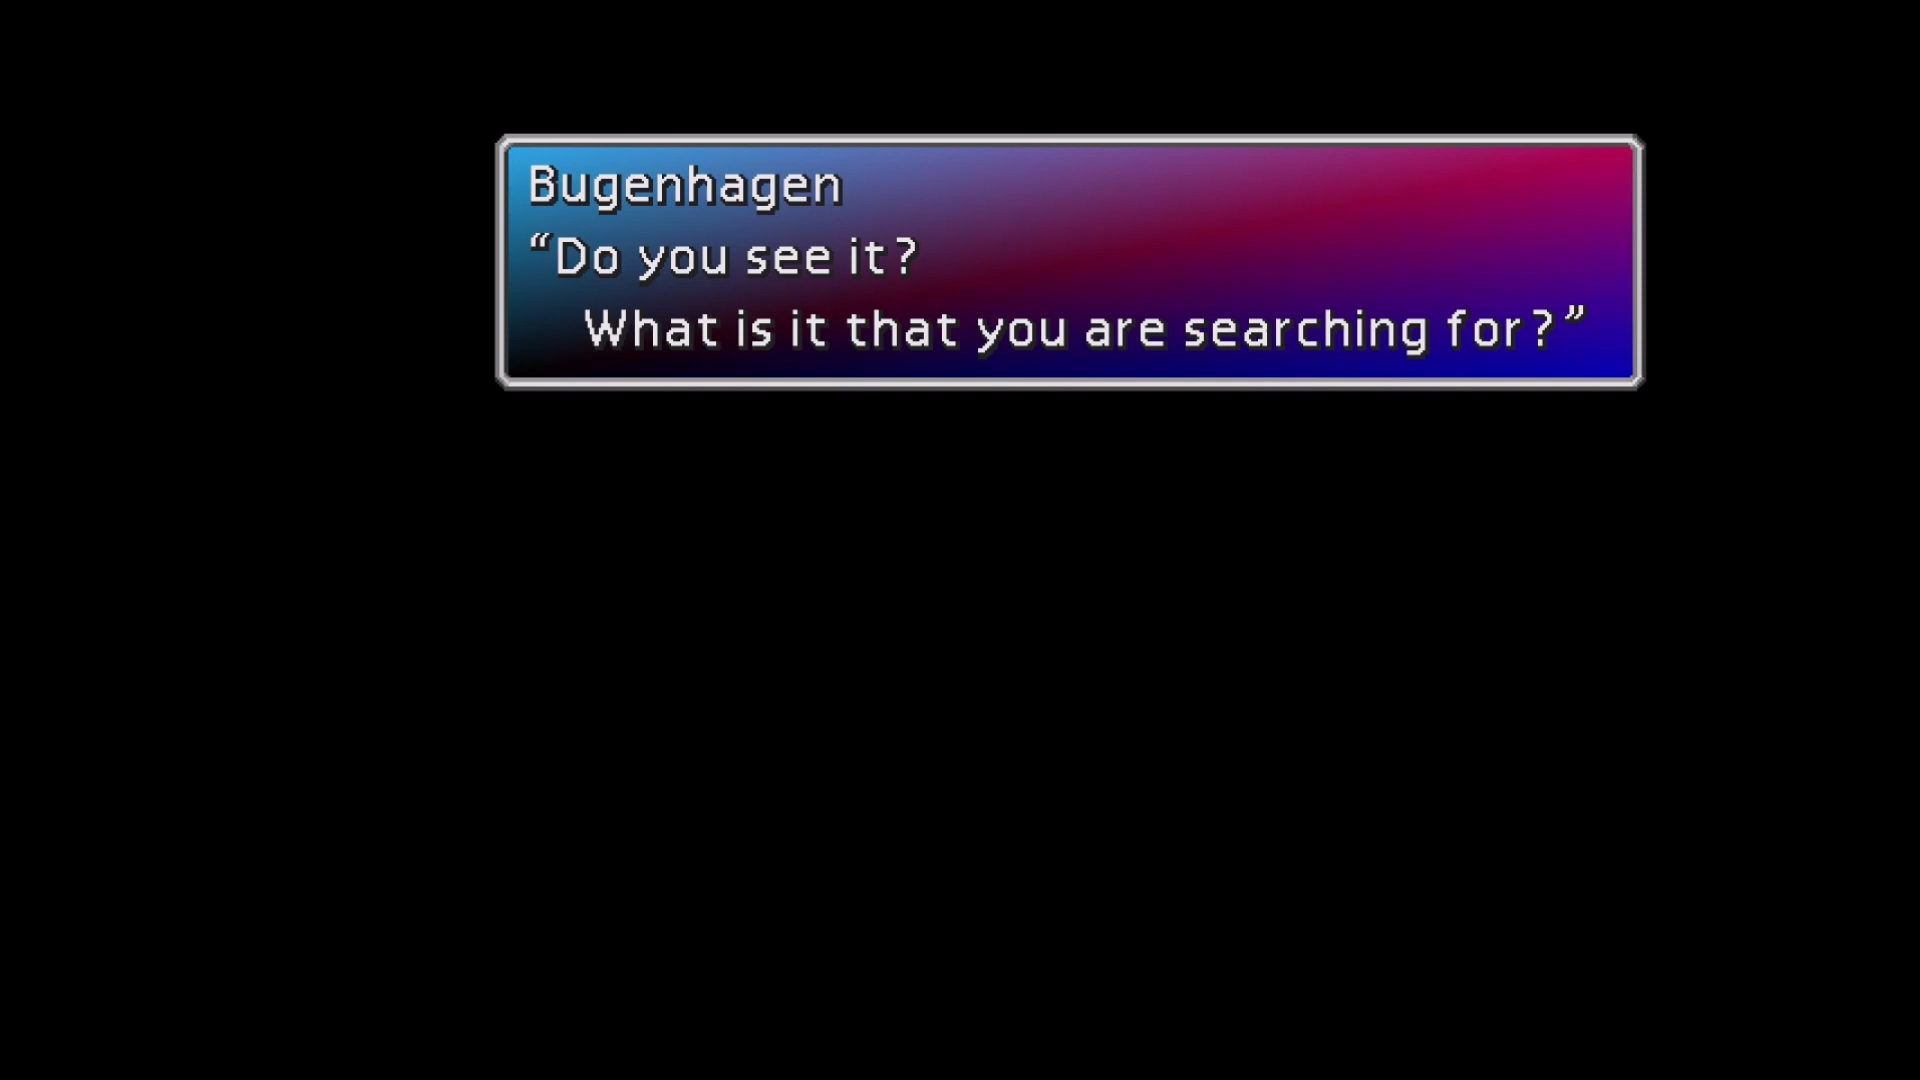 Bugenhagen
“Do you see it?
What is it that you are searching for?”